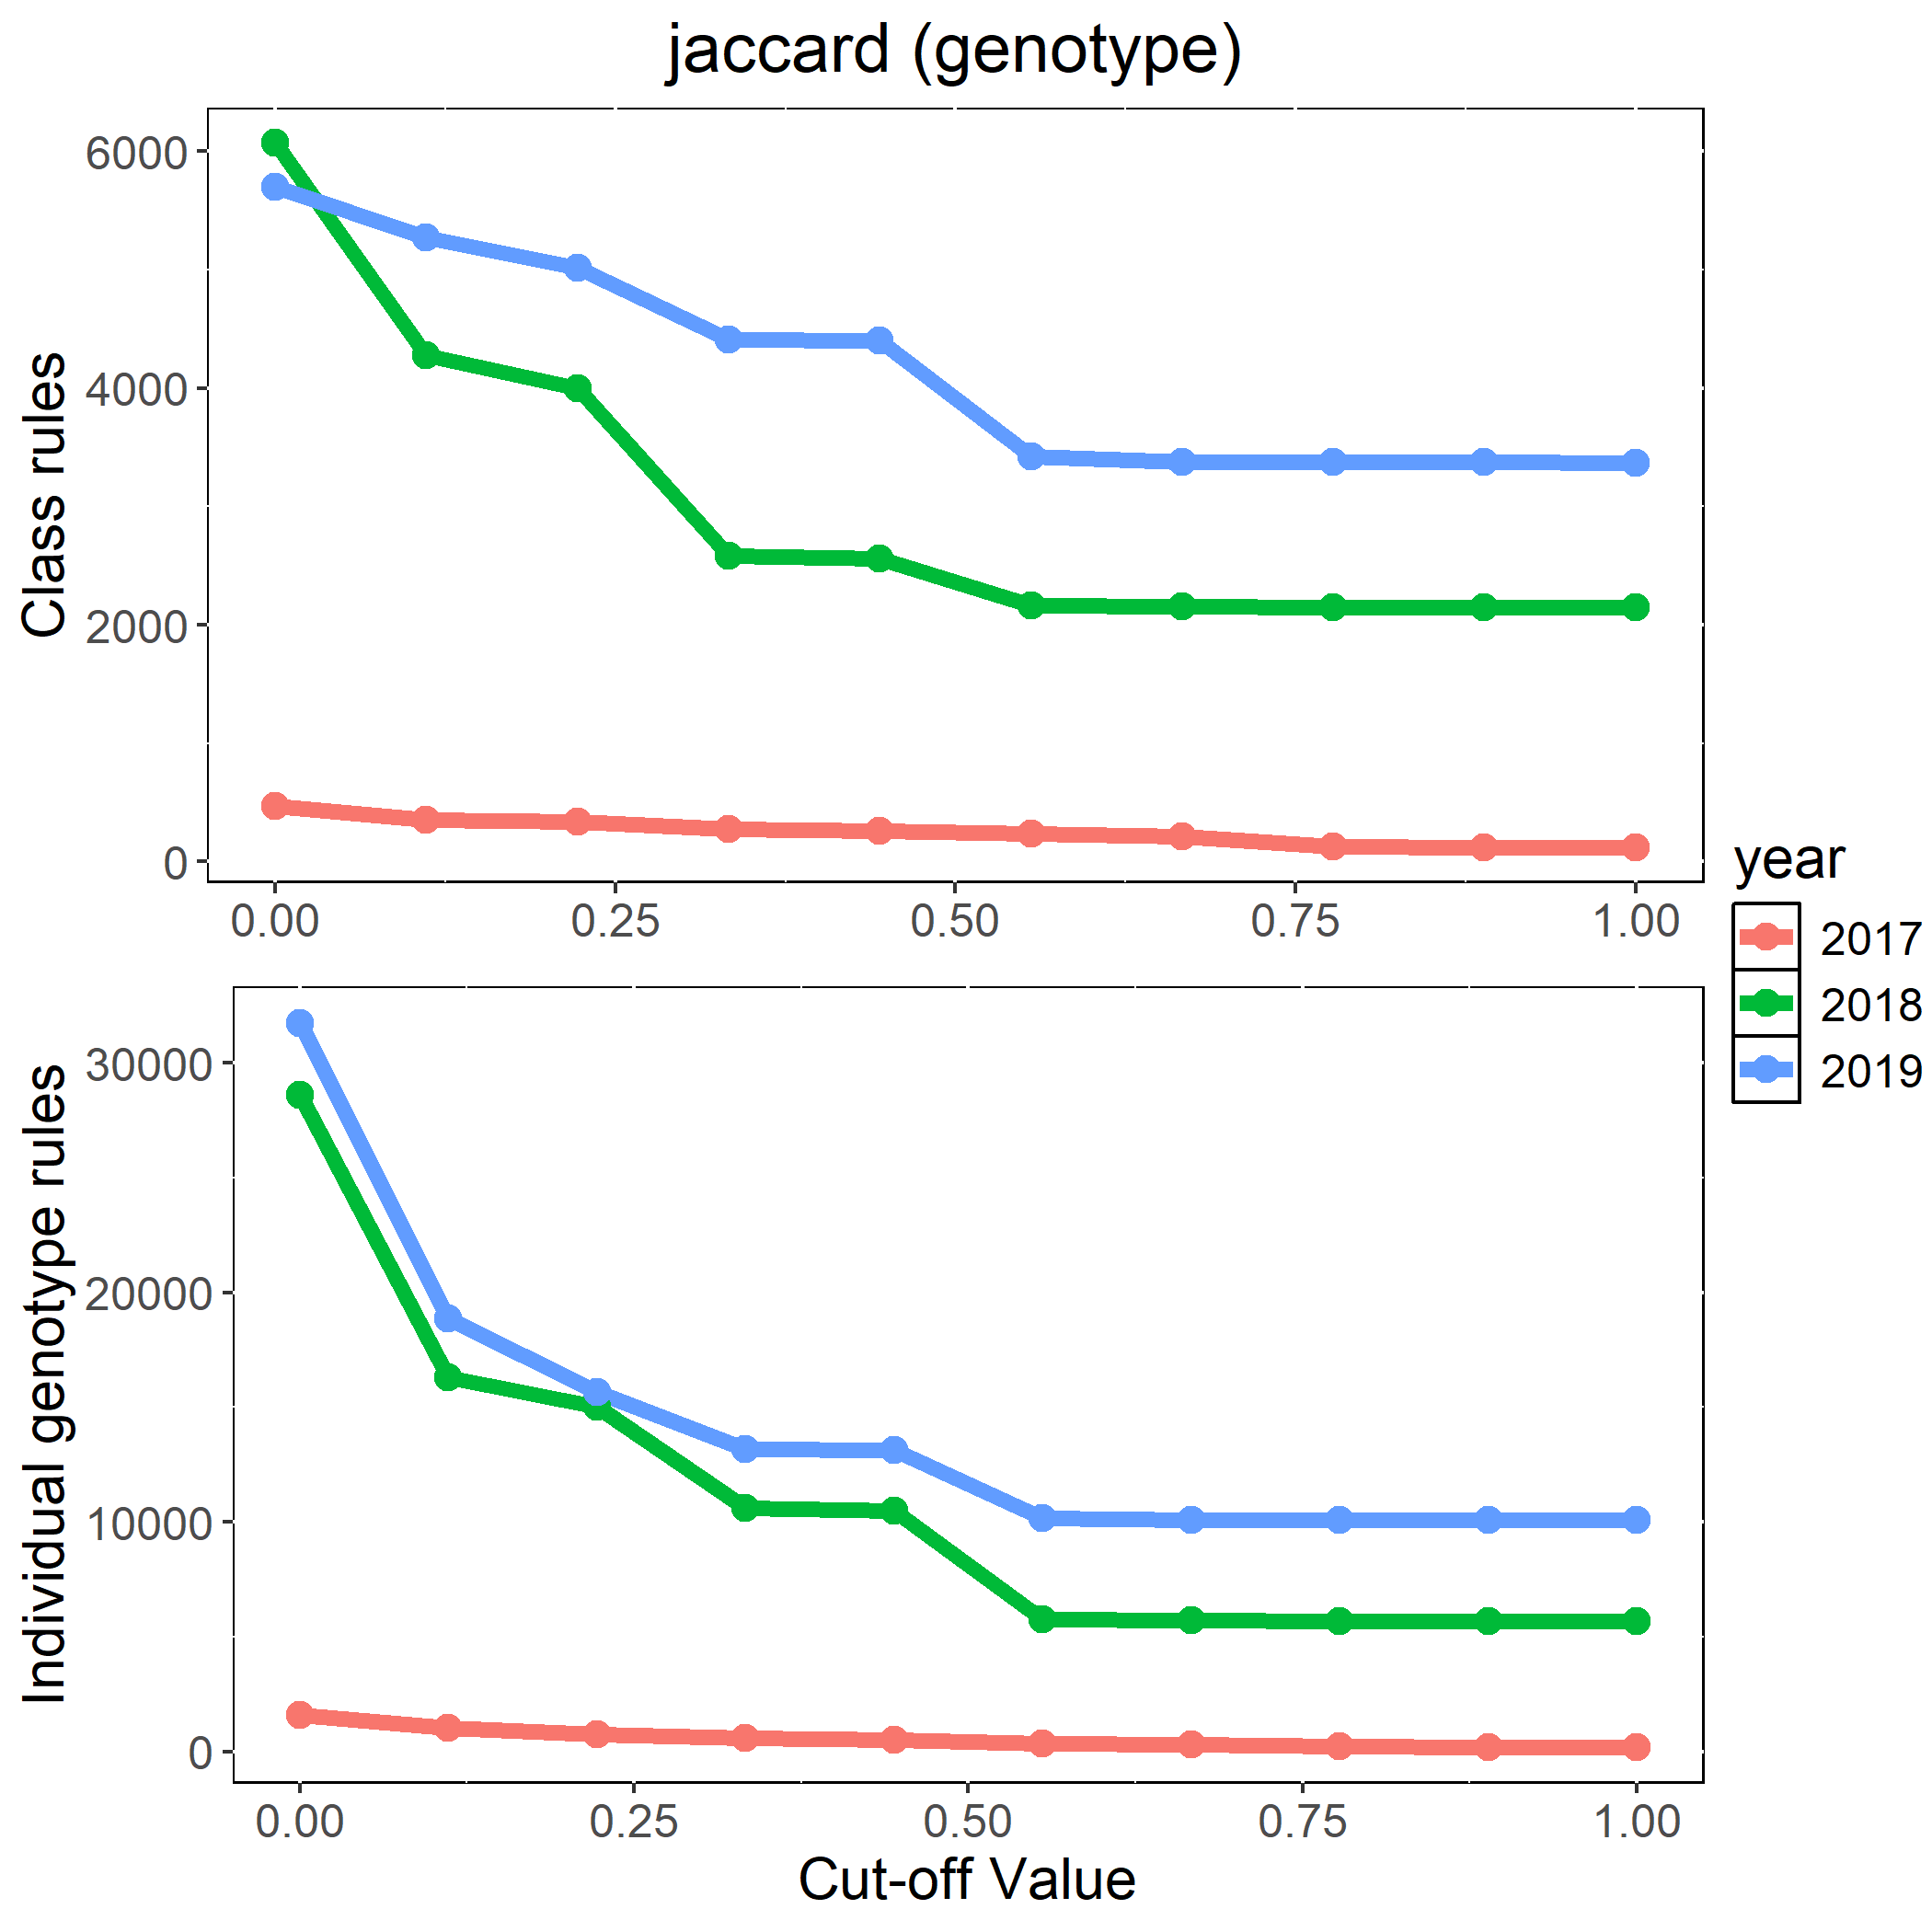 jaccard (genotype)
Class rules
6000
4000
2000
0
0.00 0.25 0.50 0.75 1.00
year
2017
2018
2019
Individual genotype rules
30000
20000
10000
0
0.00 0.25 0.50 0.75 1.00
Cut-off Value